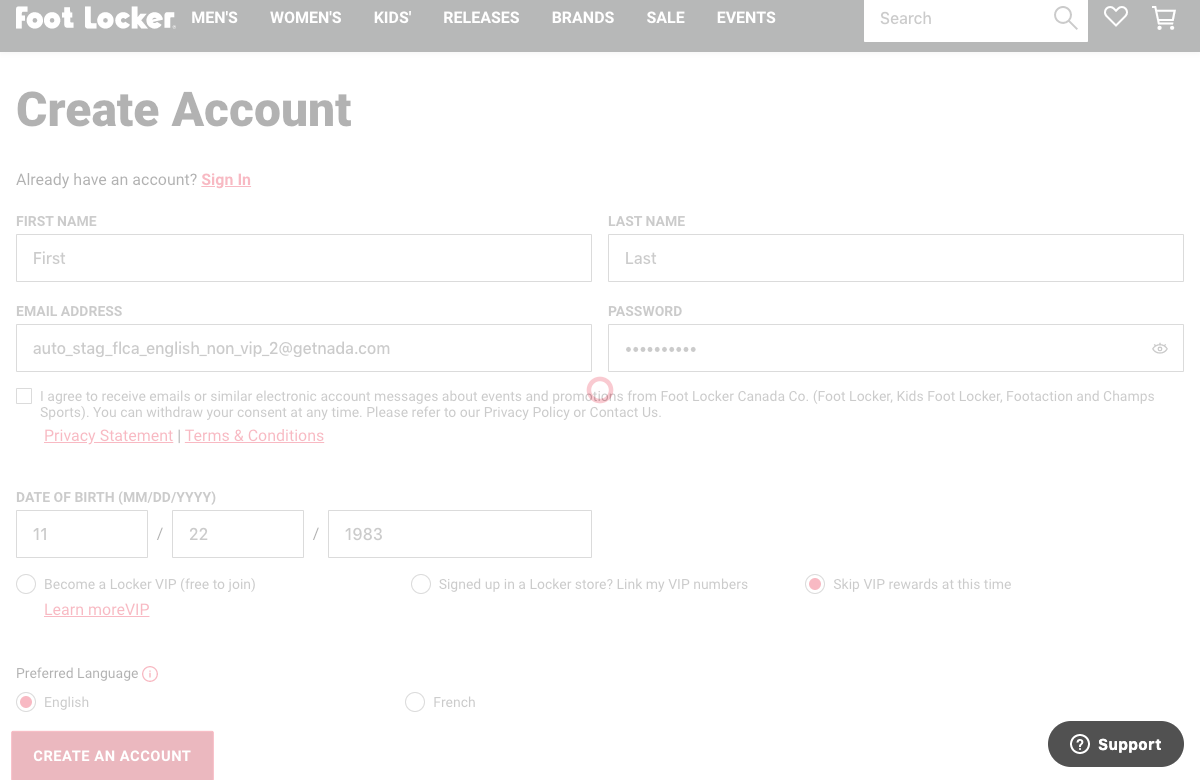 Foot Locker MEN'S WOMEN'S KIDS' RELEASES BRANDS SALE EVENTS Search
Create Account
Already have an account? Sign In
FIRST NAME LAST NAME
First Last
EMAIL ADDRESS PASSWORD
auto_stag_flca_english_non_vip_2@getnada.com ••••••••••
I agree to receive emails or similar electronic account messages about events and promotions from Foot Locker Canada Co. (Foot Locker, Kids Foot Locker, Footaction and Champs
Sports). You can withdraw your consent at any time. Please refer to our Privacy Policy or Contact Us.
Privacy Statement | Terms & Conditions
DATE OF BIRTH (MM/DD/YYYY)
11 / 22 / 1983
Become a Locker VIP (free to join) Signed up in a Locker store? Link my VIP numbers Skip VIP rewards at this time
Learn moreVIP
Preferred Language
English French
CREATE AN ACCOUNT
Support